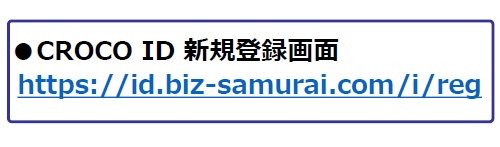 ●CROCO ID 新規登録画面
https://id.biz-samurai.com/i/reg